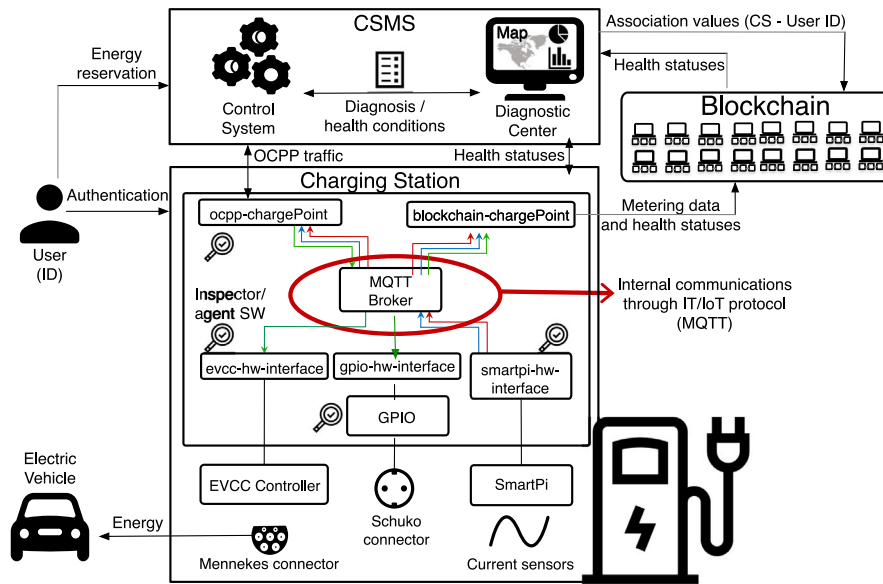 CSMS
Map
Control
System
Diagnosis /
health conditions
Diagnostic
Center
Association values (CS - User ID)
Health statuses
Blockchain
Energy
reservation
OCPP traffic
Health statuses
Charging Station
Authentication
User
(ID)
ocpp-chargePoint
blockchain-chargePoint
Metering data
and health statuses
MQTT
Broker
Inspector/
agent SW
Internal communications
through IT/IoT protocol
(MQTT)
evcc-hw-interface
gpio-hw-interface
smartpi-hw-
interface
GPIO
EVCC Controller
SmartPi
Electric
Vehicle
Energy
Mennekes connector
Schuko
connector
Current sensors